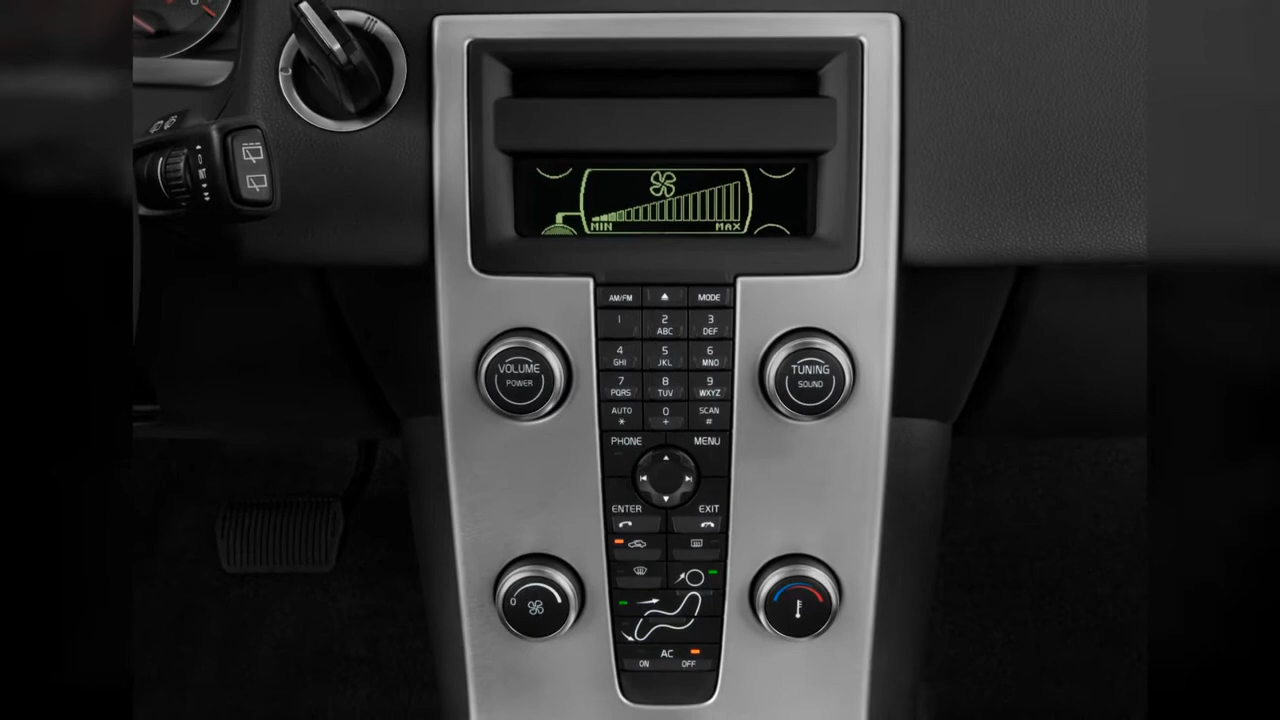 MIN MAX
AM/FM MODE
1 2 3
ABC DEF
4 5 6
GHI JKL MNO
7 8 9
PQRS TUV WXYZ
AUTO 0 SCAN
* + #
VOLUME
POWER
TUNING
SOUND
PHONE MENU
ENTER EXIT
0
AC
ON OFF